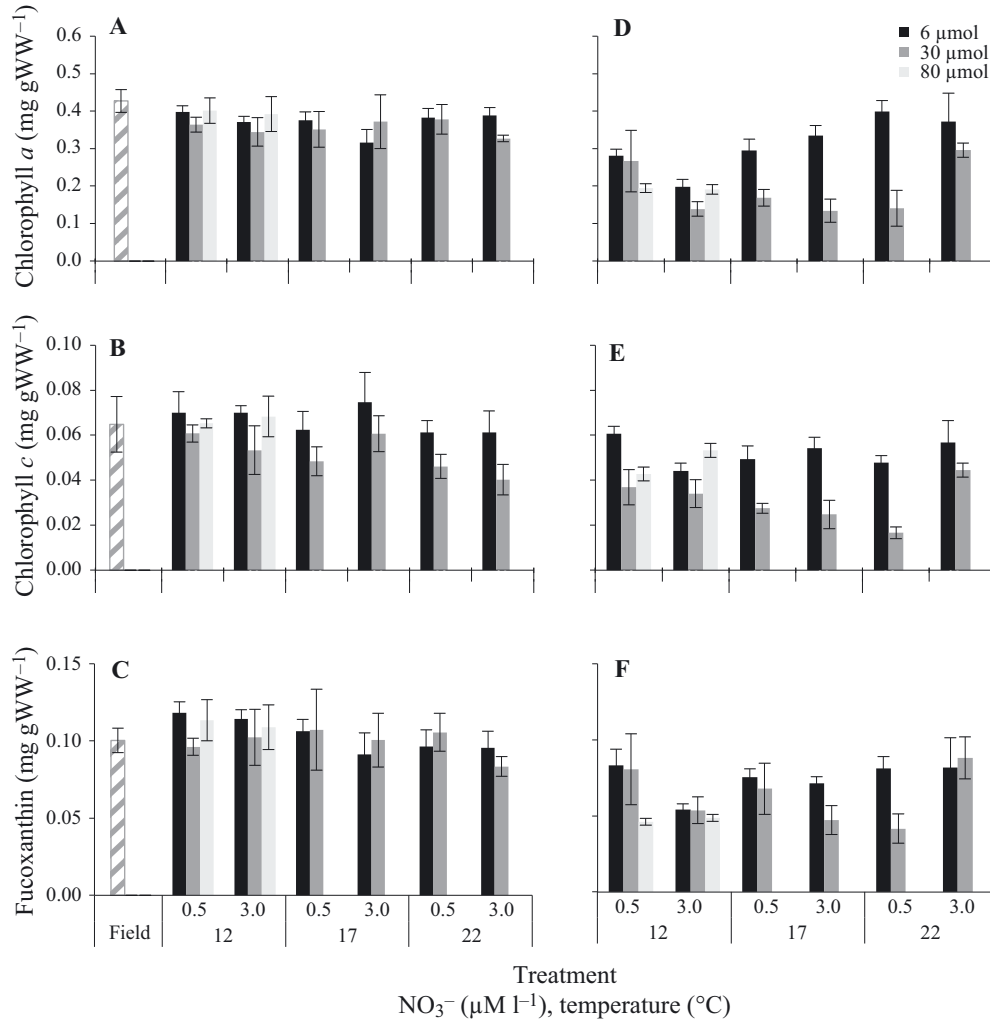 A
Chlorophyll a (mg gWW⁻¹)
0.6
0.5
0.4
0.3
0.2
0.1
0.0
D
6 µmol
30 µmol
80 µmol
B
Chlorophyll c (mg gWW⁻¹)
0.10
0.08
0.06
0.04
0.02
0.00
E
C
Fucoxanthin (mg gWW⁻¹)
0.15
0.10
0.05
0.00
F
0.5 3.0 0.5 3.0 0.5 3.0 0.5 3.0 0.5 3.0 0.5 3.0
Field 12 17 22 12 17 22
Treatment
NO₃⁻ (µM l⁻¹), temperature (°C)